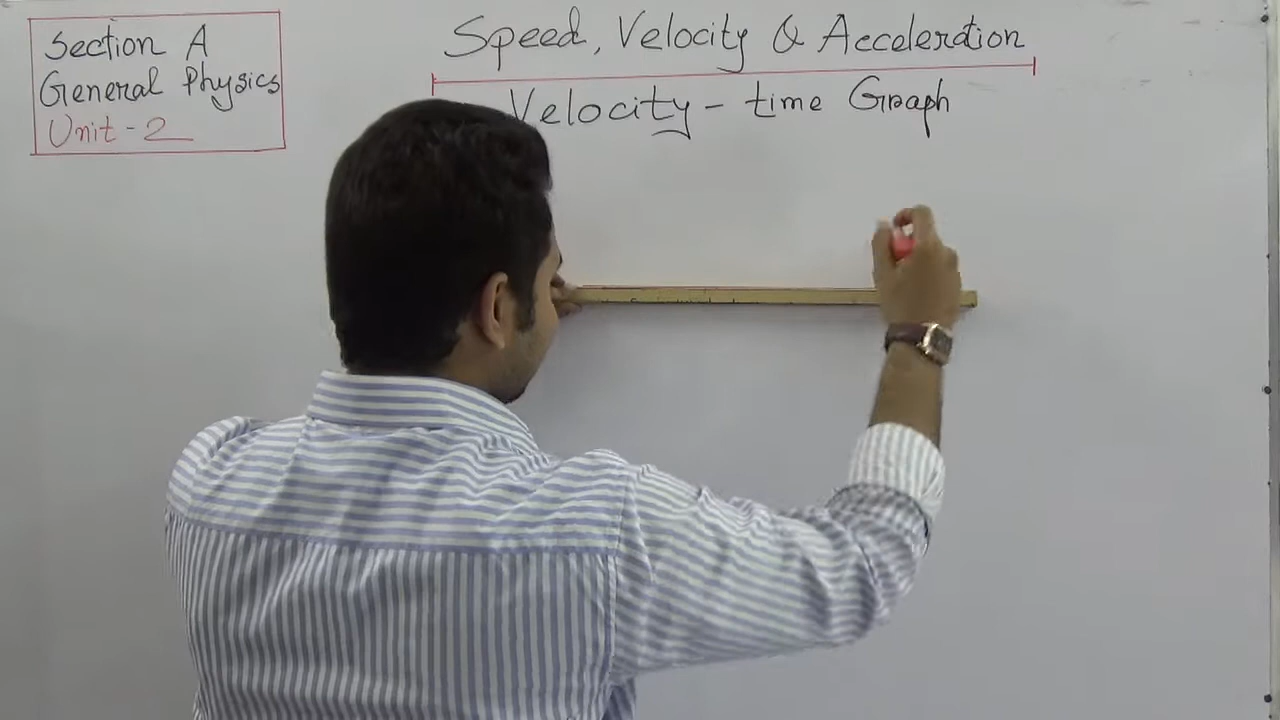 Section A
General Physics
Unit - 2
Speed, Velocity & Acceleration
Velocity - time Graph